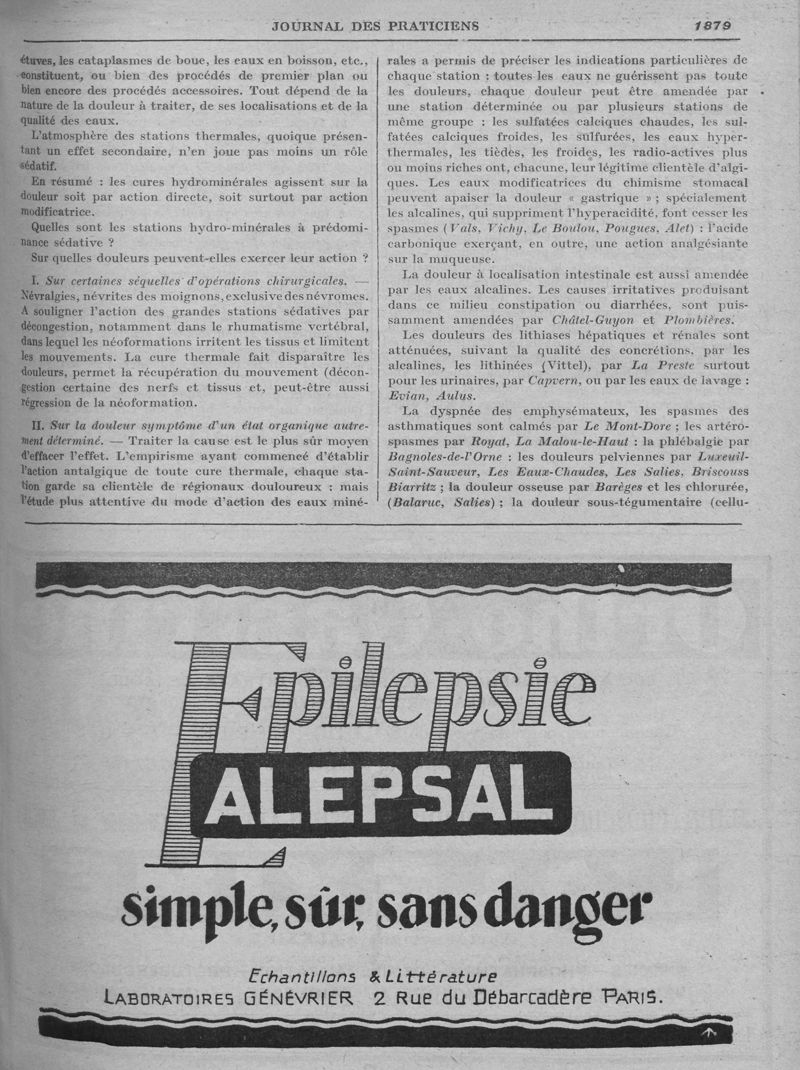 JOURNAL DES PRATICIENS 1879
étuves, les cataplasmes de boue, les eaux en boisson, etc.,
constituent, ou bien des procédés de premier plan ou
bien encore des procédés accessoires. Tout dépend de la
nature de la douleur à traiter, de ses localisations et de la
qualité des eaux.
L'atmosphère des stations thermales, quoique présen-
tant un effet secondaire, n'en joue pas moins un rôle
sédatif.
En résumé : les cures hydrominérales agissent sur la
douleur soit par action directe, soit surtout par action
modificatrice.
Quelles sont les stations hydro-minérales à prédomi-
nance sédative ?
Sur quelles douleurs peuvent-elles exercer leur action ?
I. Sur certaines séquelles d'opérations chirurgicales. —
Névralgies, névrites des moignons, exclusive des névromes.
A souligner l'action des grandes stations sédatives par
décongestion, notamment dans le rhumatisme vertébral,
dans lequel les néoformations irritent les tissus et limitent
les mouvements. La cure thermale fait disparaître les
douleurs, permet la récupération du mouvement (décon-
gestion certaine des nerfs et tissus et, peut-être aussi
régression de la néoformation.
II. Sur la douleur symptôme d'un état organique autre-
ment déterminé. — Traiter la cause est le plus sûr moyen
d'effacer l'effet. L'empirisme ayant commencé d'établir
l'action antalgique de toute cure thermale, chaque sta-
tion garde sa clientèle de régionaux douloureux : mais
l'étude plus attentive du mode d'action des eaux miné-
rales a permis de préciser les indications particulières de
chaque station : toutes les eaux ne guérissent pas toute
les douleurs, chaque douleur peut être amendée par
une station déterminée ou par plusieurs stations de
même groupe : les sulfatées calciques chaudes, les sul-
fatées calciques froides, les sulfurées, les eaux hyper-
thermales, les tièdès, les froides, les radio-actives plus
ou moins riches ont, chacune, leur légitime clientèle d'algi-
ques. Les eaux modificatrices du chimisme stomacal
peuvent apaiser la douleur « gastrique » ; spécialement
les alcalines, qui suppriment l'hyperacidité, font cesser les
spasmes (Vals, Vichy, Le Boulou, Pougues, Alet) : l'acide
carbonique exerçant, en outre, une action analgésiante
sur la muqueuse.
La douleur à localisation intestinale est aussi amendée
par les eaux alcalines. Les causes irritatives produisant
dans ce milieu constipation ou diarrhées, sont puis-
samment amendées par Châtel-Guyon et Plombières.
Les douleurs des lithiases hépatiques et rénales sont
atténuées, suivant la qualité des concrétions, par les
alcalines, les lithinées (Vittel), par La Preste surtout
pour les urinaires, par Capvern, ou par les eaux de lavage :
Evian, Aulus.
La dyspnée des emphysémateux, les spasmes des
asthmatiques sont calmés par Le Mont-Dore ; les artéro-
spasmes par Royat, La Malou-le-Haut : la phlébalgie par
Bagnoles-de-l'Orne : les douleurs pelviennes par Luxeuil-
Saint-Sauveur, Les Eaux-Chaudes, Les Salies, Briscouss
Biarritz ; la douleur osseuse par Barèges et les chlorurée,
(Balaruc, Salies) ; la douleur sous-tégumentaire (cellu-
Epilepsie
ALEPSAL
simple, sûr, sans danger
Echantillons & Littérature
LABORATOIRES GÉNÉVRIER 2 Rue du Débarcadère PARIS.